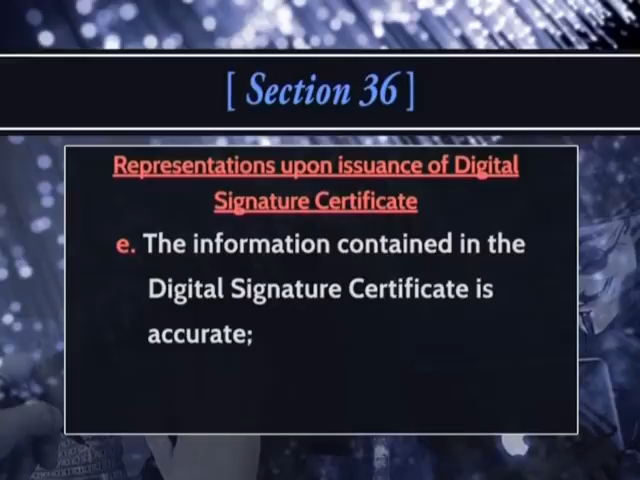 [ Section 36 ]
Representations upon issuance of Digital
Signature Certificate
e. The information contained in the
Digital Signature Certificate is
accurate;